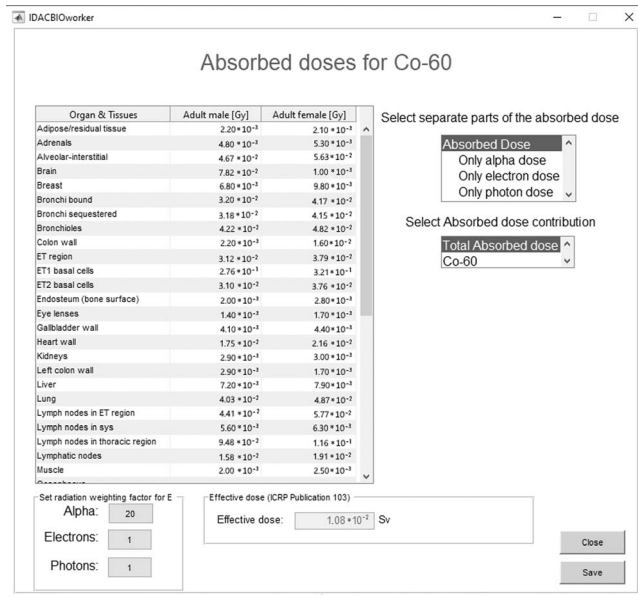 IDACBIOworker
Absorbed doses for Co-60
Organ & Tissues Adult male [Gy] Adult female [Gy]
Adipose/residual tissue 2.20*10⁻³ 2.10*10⁻³
Adrenals 4.80*10⁻³ 5.30*10⁻³
Alveolar-interstitial 4.67*10⁻² 5.63*10⁻²
Brain 7.82*10⁻² 1.00*10⁻³
Breast 6.80*10⁻³ 9.80*10⁻³
Bronchi bound 3.20*10⁻² 4.17*10⁻²
Bronchi sequestered 3.18*10⁻² 4.15*10⁻²
Bronchioles 4.22*10⁻² 4.82*10⁻²
Colon wall 2.20*10⁻³ 1.60*10⁻²
ET region 3.12*10⁻² 3.79*10⁻²
ET1 basal cells 2.76*10⁻¹ 3.21*10⁻¹
ET2 basal cells 3.10*10⁻² 3.76*10⁻²
Endosteum (bone surface) 2.00*10⁻³ 2.80*10⁻³
Eye lenses 1.40*10⁻³ 1.70*10⁻³
Gallbladder wall 4.10*10⁻³ 4.40*10⁻³
Heart wall 1.75*10⁻² 2.16*10⁻²
Kidneys 2.90*10⁻³ 3.00*10⁻³
Left colon wall 2.90*10⁻³ 1.70*10⁻³
Liver 7.20*10⁻³ 7.90*10⁻³
Lung 4.03*10⁻² 4.87*10⁻²
Lymph nodes in ET region 4.41*10⁻² 5.77*10⁻²
Lymph nodes in sys 5.60*10⁻³ 6.30*10⁻³
Lymph nodes in thoracic region 9.48*10⁻² 1.16*10⁻¹
Lymphatic nodes 1.58*10⁻² 1.91*10⁻²
Muscle 2.00*10⁻³ 2.50*10⁻³
Select separate parts of the absorbed dose
Absorbed Dose
Only alpha dose
Only electron dose
Only photon dose
Select Absorbed dose contribution
Total Absorbed dose
Co-60
Set radiation weighting factor for E
Alpha: 20
Electrons: 1
Photons: 1
Effective dose (ICRP Publication 103)
Effective dose: 1.08*10⁻² Sv
Close
Save